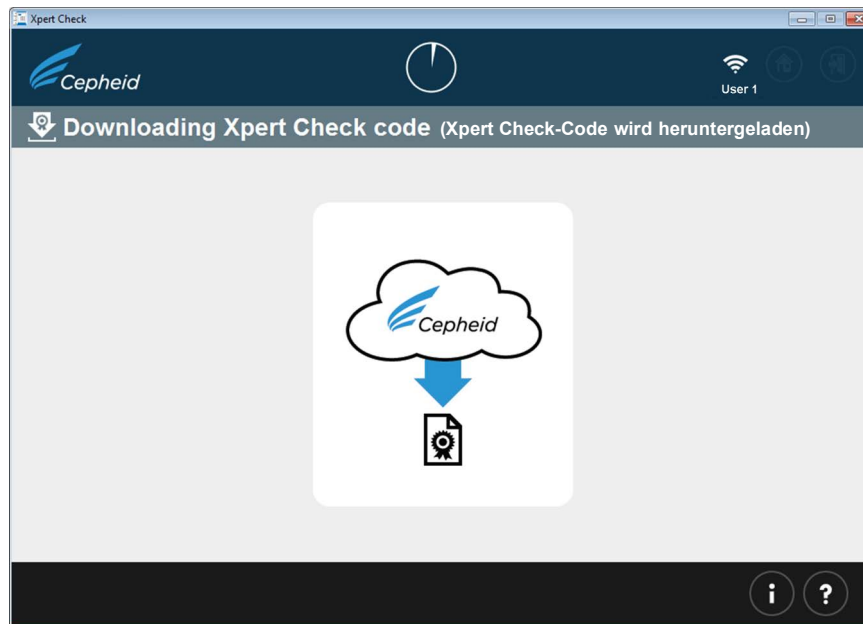 Xpert Check
Cepheid
User 1
Downloading Xpert Check code (Xpert Check-Code wird heruntergeladen)
Cepheid
i ?